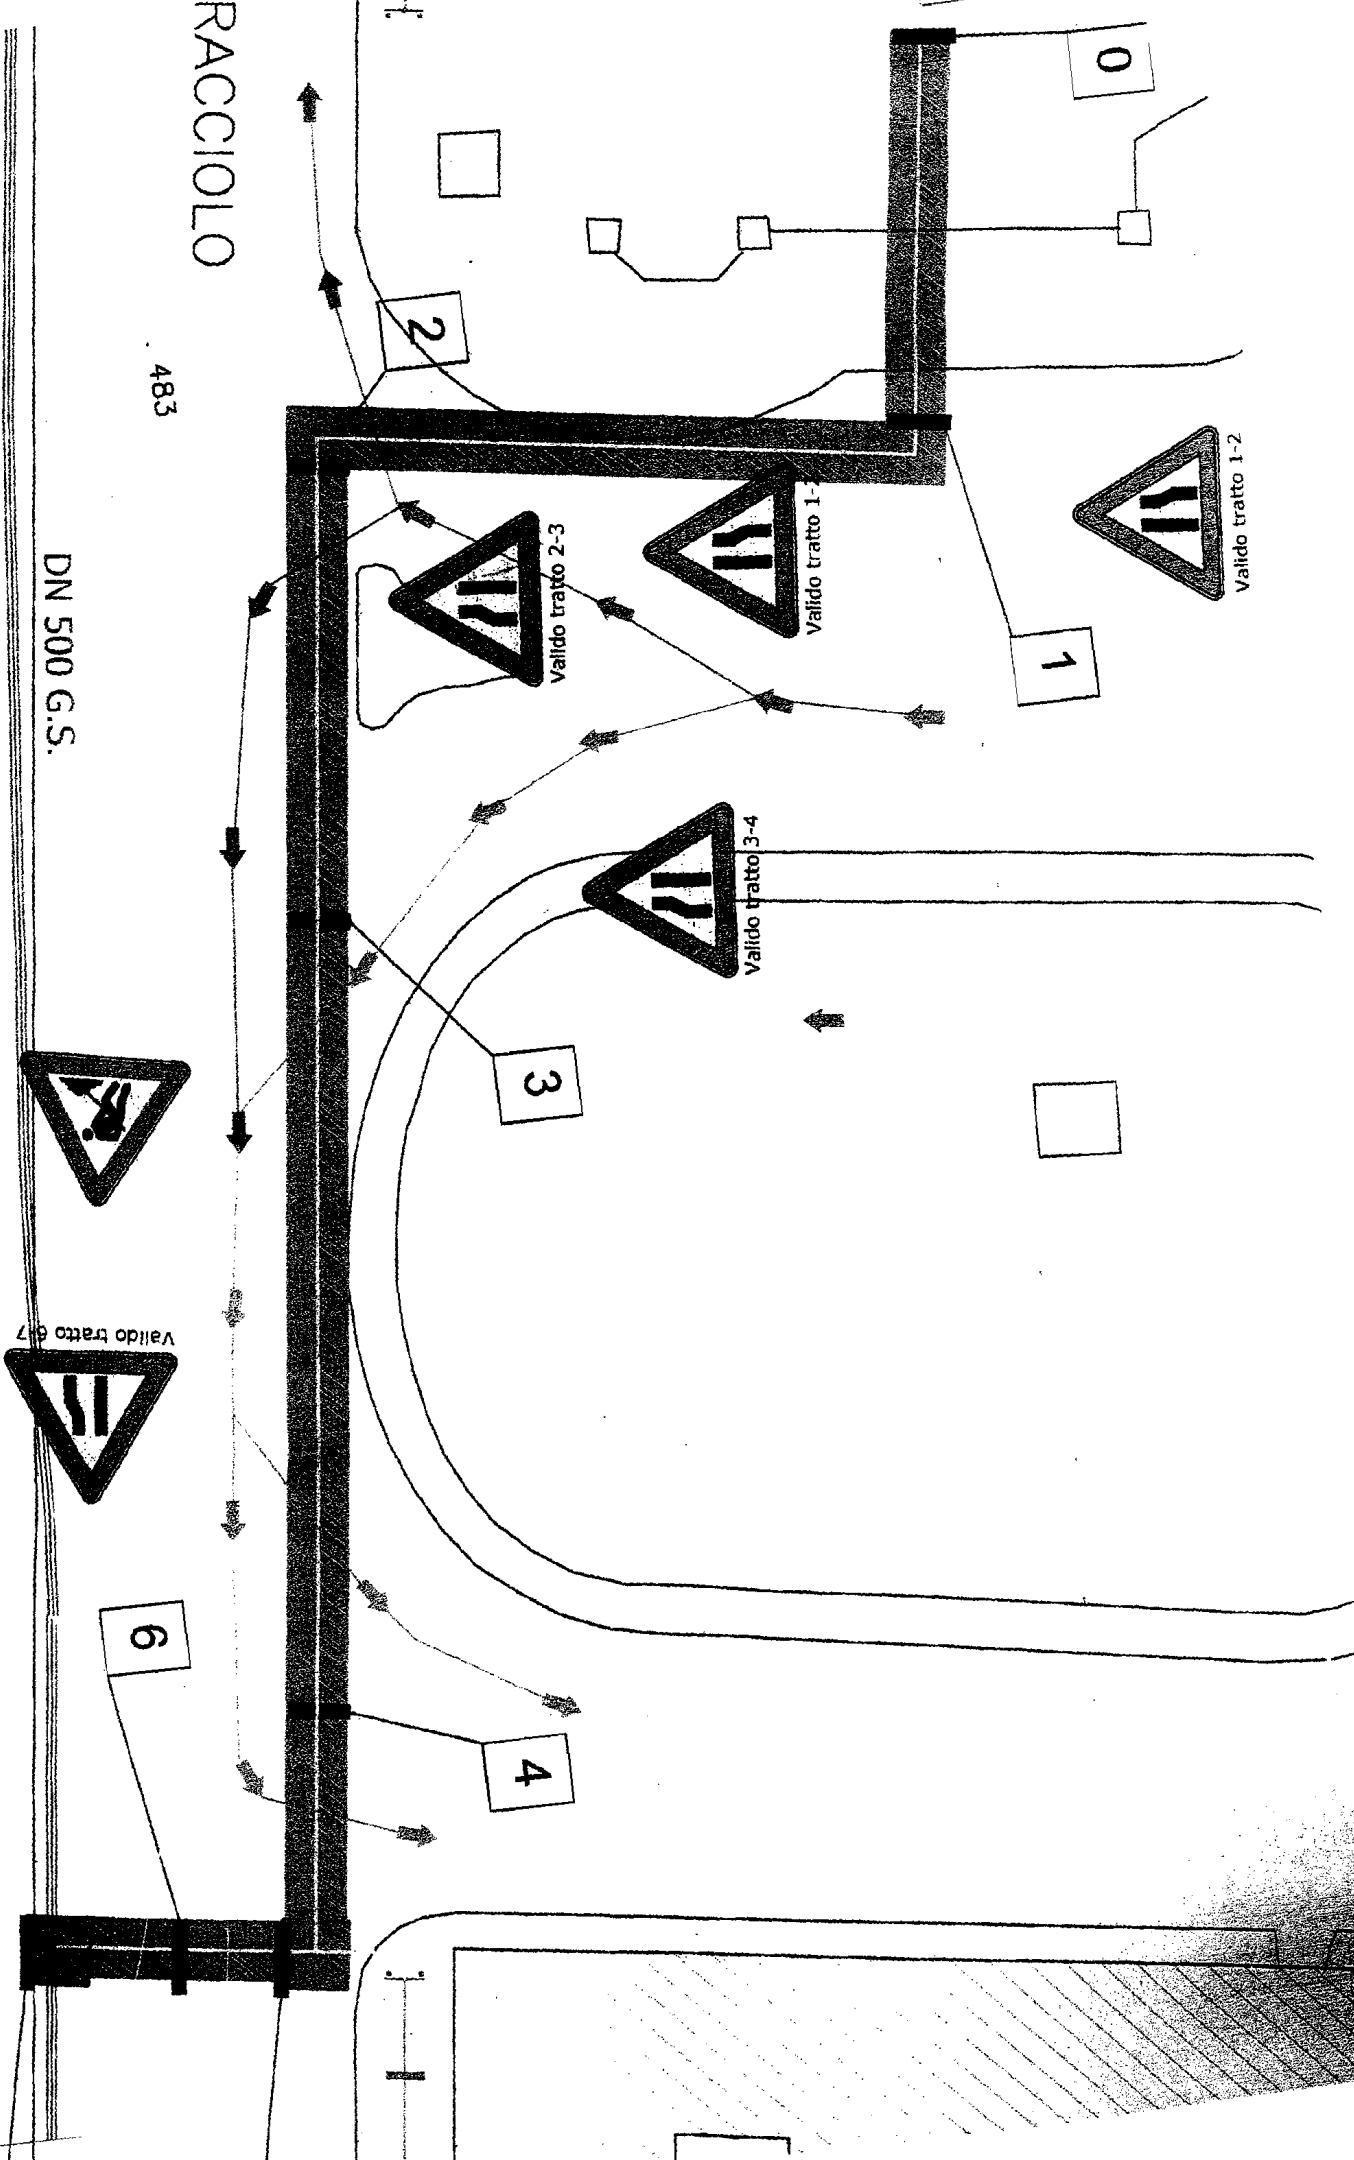 RACCIOLO
483
DN 500 G.S.
0
1
2
3
4
6
Valido tratto 1-2
Valido tratto 1-
Valido tratto 2-3
Valido tratto 3-4
Valido tratto 6-7